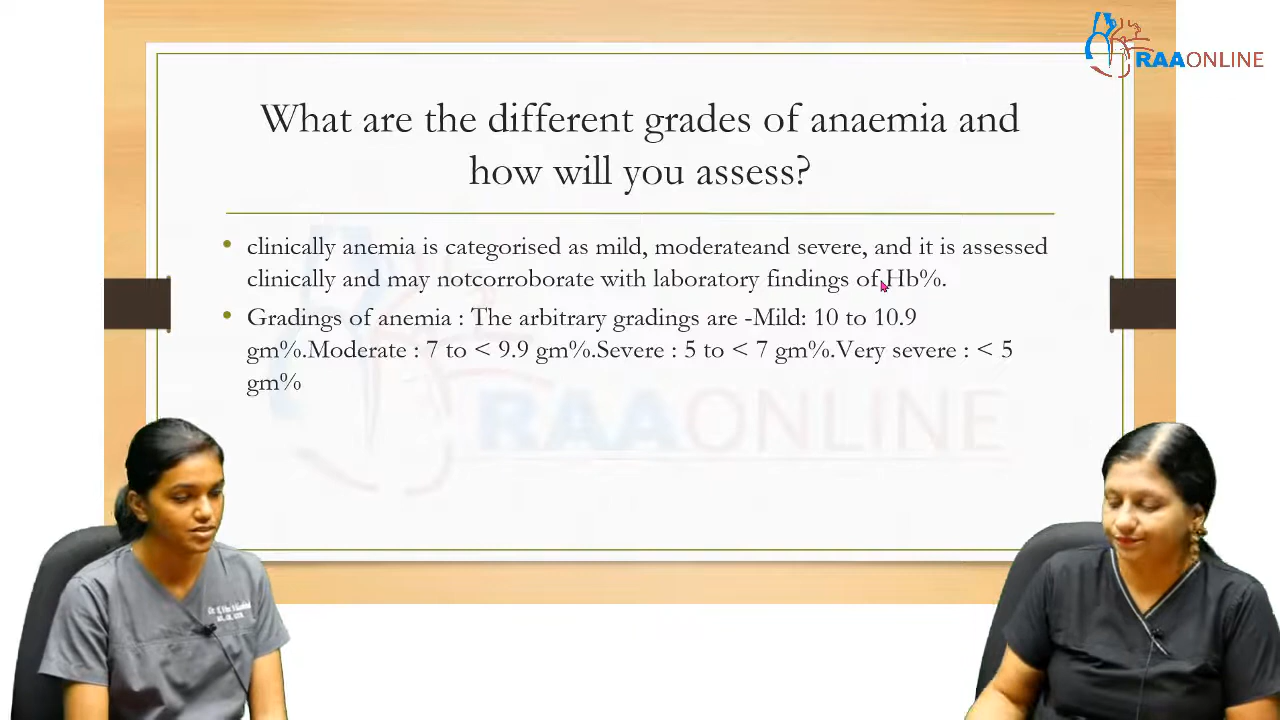 RAAONLINE
What are the different grades of anaemia and
how will you assess?
• clinically anemia is categorised as mild, moderateand severe, and it is assessed
clinically and may notcorroborate with laboratory findings of Hb%.
• Gradings of anemia : The arbitrary gradings are -Mild: 10 to 10.9
gm%.Moderate : 7 to < 9.9 gm%.Severe : 5 to < 7 gm%.Very severe : < 5
gm%
RAAONLINE